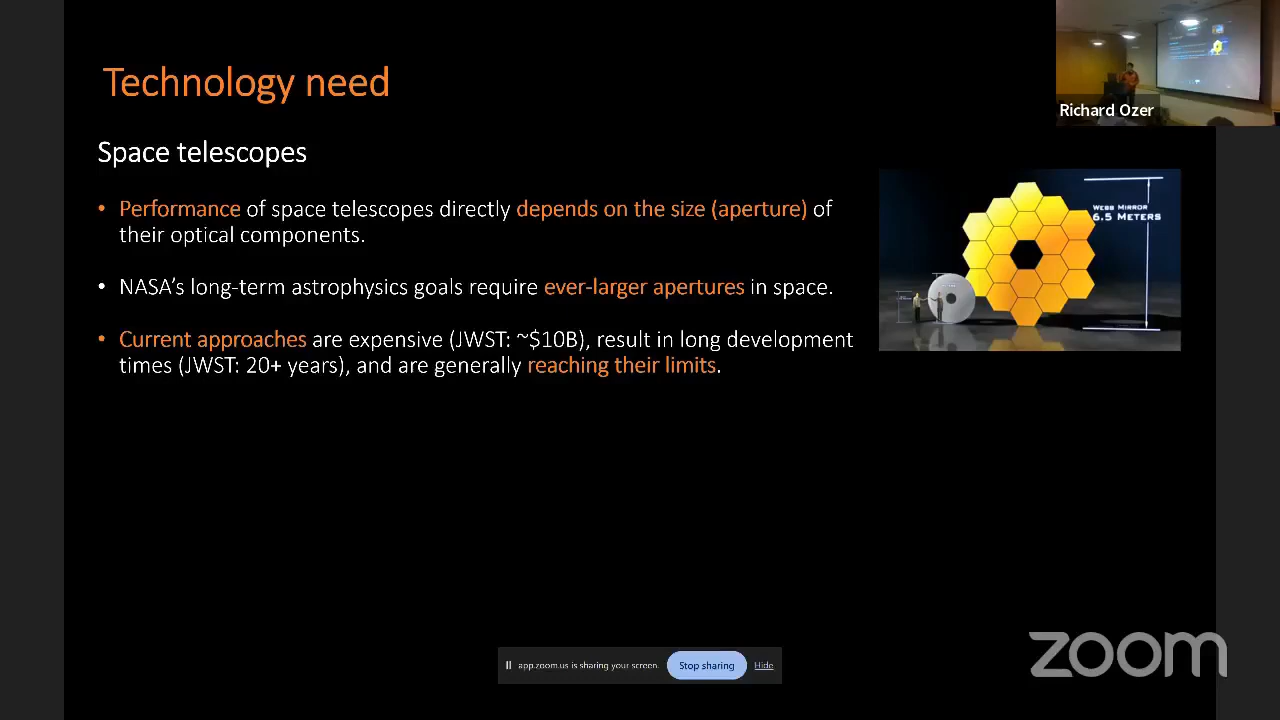 Technology need
Richard Ozer
Space telescopes
• Performance of space telescopes directly depends on the size (aperture) of
their optical components.
• NASA’s long-term astrophysics goals require ever-larger apertures in space.
• Current approaches are expensive (JWST: ~$10B), result in long development
times (JWST: 20+ years), and are generally reaching their limits.
Webb Mirror
6.5 Meters
app.zoom.us is sharing your screen.
Stop sharing
Hide
zoom